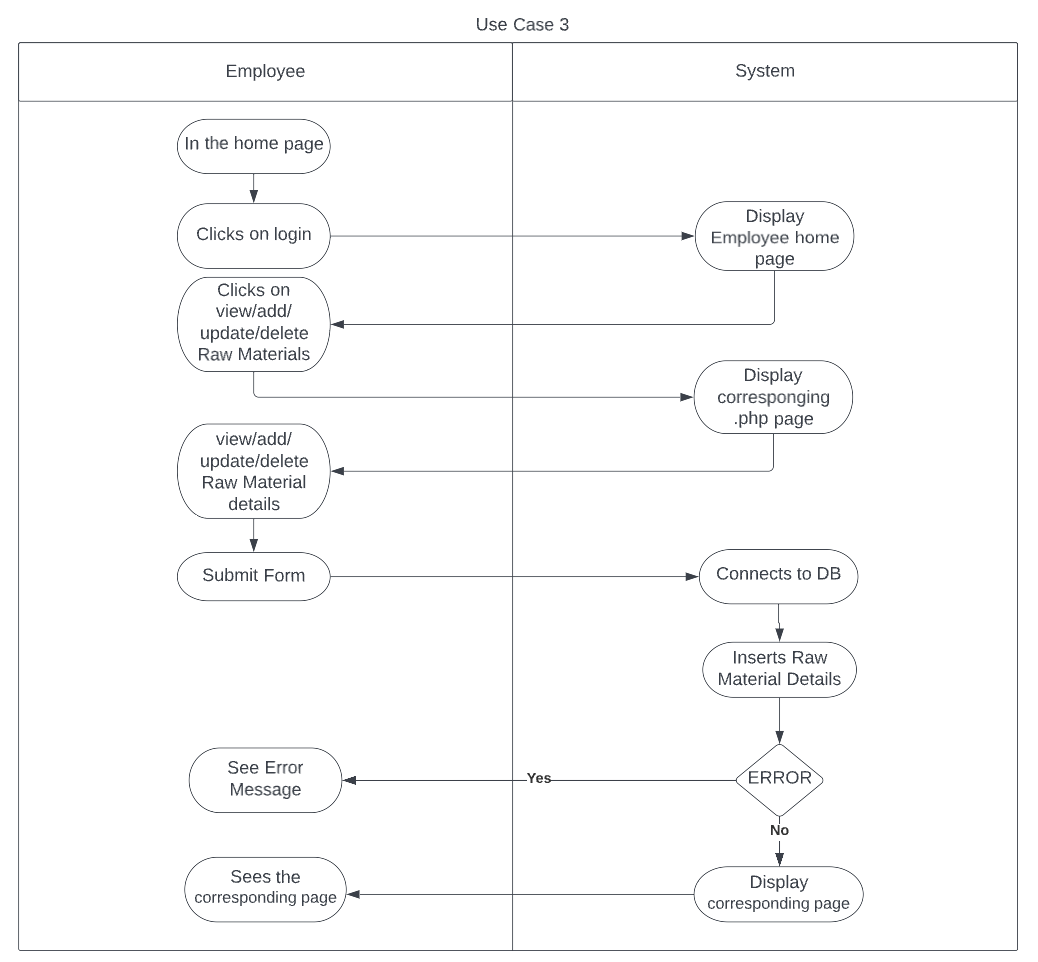 Use Case 3
Employee
System
In the home page
Clicks on login
Display
Employee home
page
Clicks on
view/add/
update/delete
Raw Materials
Display
corresponging
.php page
view/add/
update/delete
Raw Material
details
Submit Form
Connects to DB
Inserts Raw
Material Details
ERROR
Yes
See Error
Message
No
Display
corresponding page
Sees the
corresponding page